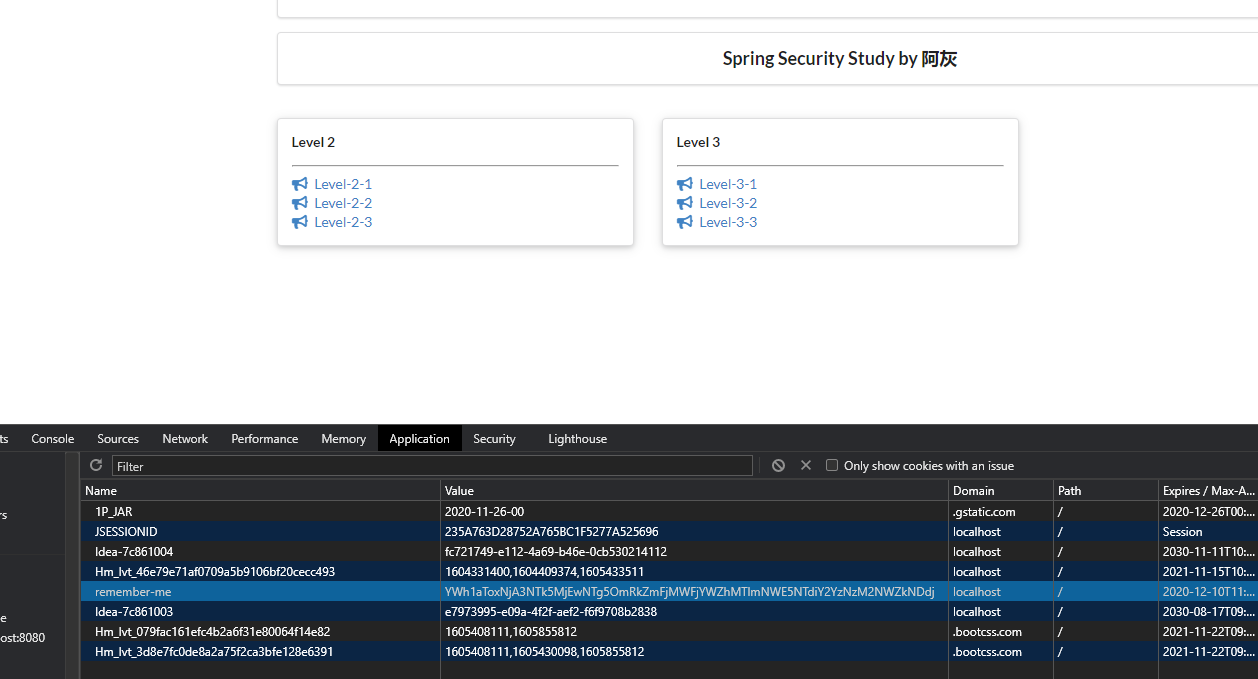 Spring Security Study by 阿灰
Level 2
Level 3
Level-2-1
Level-2-2
Level-2-3
Level-3-1
Level-3-2
Level-3-3
ts Console Sources Network Performance Memory Application Security Lighthouse
Filter
Only show cookies with an issue
Name Value Domain Path Expires / Max-A...
1P_JAR 2020-11-26-00 .gstatic.com / 2020-12-26T00:...
JSESSIONID 235A763D28752A765BC1F5277A525696 localhost / Session
Idea-7c861004 fc721749-e112-4a69-b46e-0cb530214112 localhost / 2030-11-11T10:...
Hm_lvt_46e79e71af0709a5b9106bf20cecc493 1604331400,1604409374,1605433511 localhost / 2021-11-15T10:...
remember-me YWh1aToxNjA3NTk5MjEwNTg5OmRkZmFjMWFjYWZhMTlmNWE5NTdiY2YzNzM2NWZkNDdj localhost / 2020-12-10T11:...
Idea-7c861003 e7973995-e09a-4f2f-aef2-f6f9708b2838 localhost / 2030-08-17T09:...
Hm_lvt_079fac161efc4b2a6f31e80064f14e82 1605408111,1605855812 .bootcss.com / 2021-11-22T09:...
Hm_lvt_3d8e7fc0de8a2a75f2ca3bfe128e6391 1605408111,1605430098,1605855812 .bootcss.com / 2021-11-22T09:...
rs
e
ost:8080